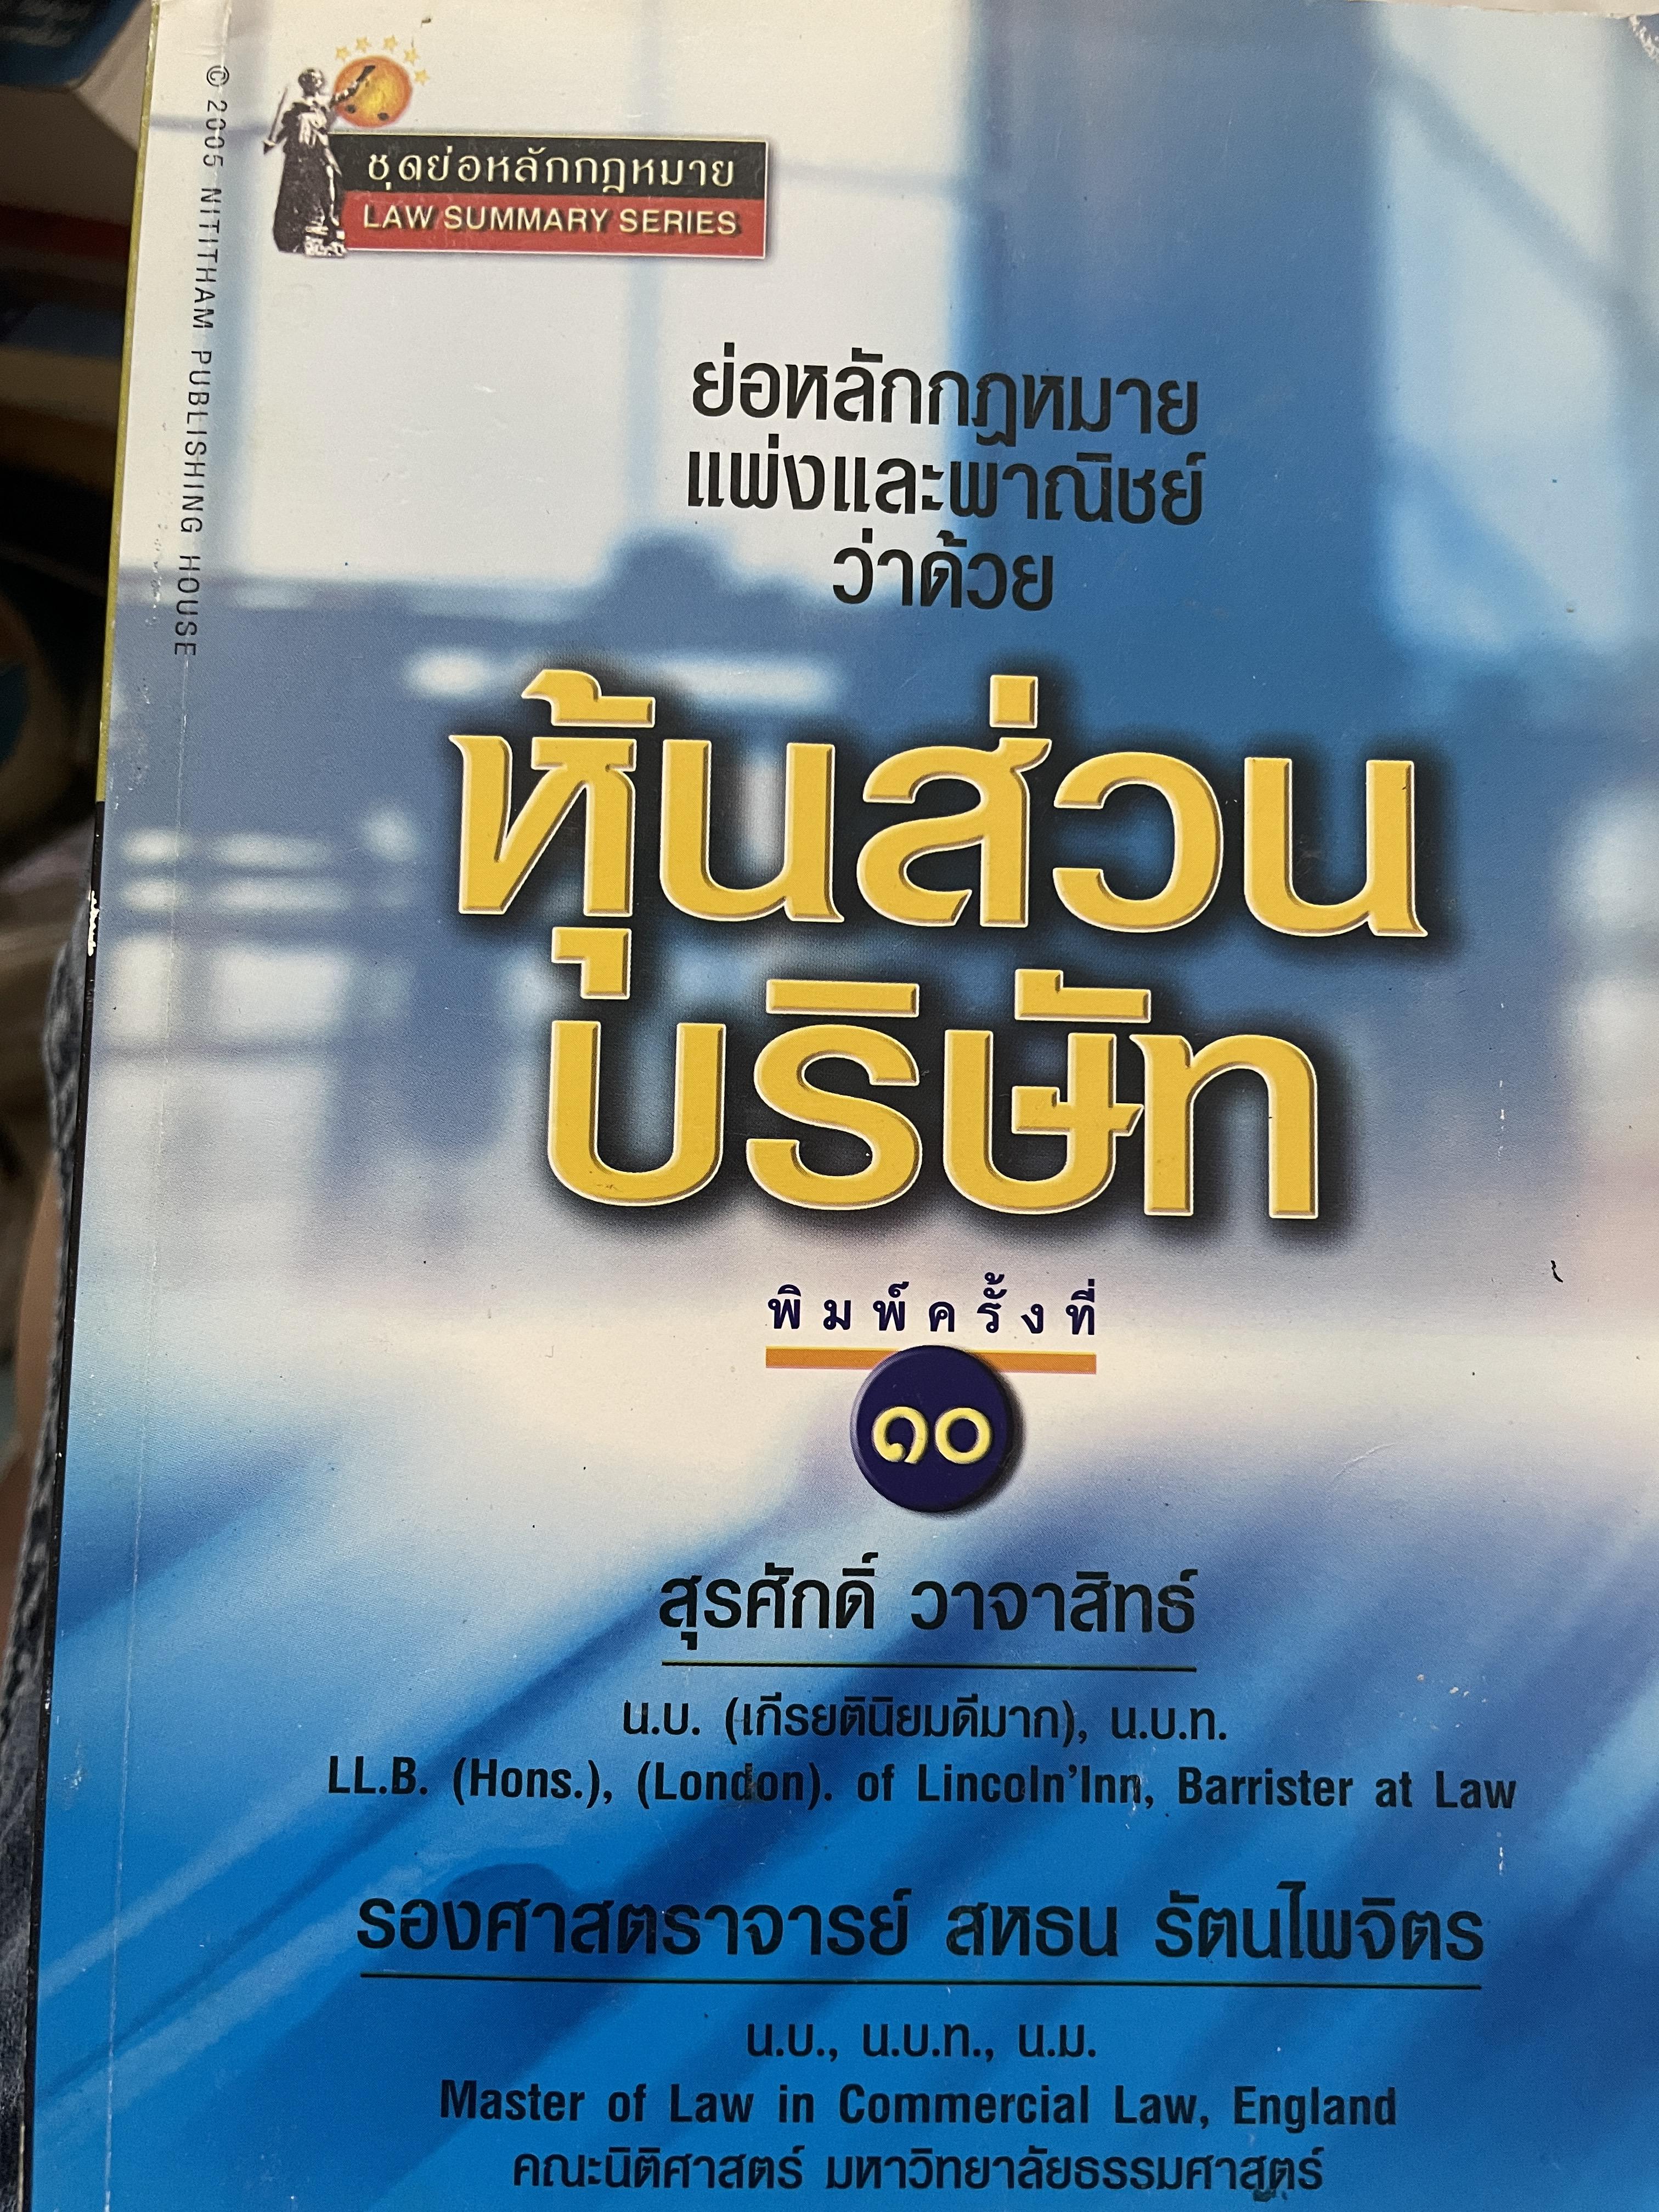 © 2005 NITITHAM PUBLISHING HOUSE
ชุดย่อหลักกฎหมาย
LAW SUMMARY SERIES
ย่อหลักกฎหมาย
แพ่งและพาณิชย์
ว่าด้วย
หุ้นส่วน
บริษัท
พิมพ์ครั้งที่
๑๐
สุรศักดิ์ วาจาสิทธ์
น.บ. (เกียรตินิยมดีมาก), น.บ.ท.
LL.B. (Hons.), (London). of Lincoln'Inn, Barrister at Law
รองศาสตราจารย์ สหธน รัตนไพจิตร
น.บ., น.บ.ท., น.ม.
Master of Law in Commercial Law, England
คณะนิติศาสตร์ มหาวิทยาลัยธรรมศาสตร์